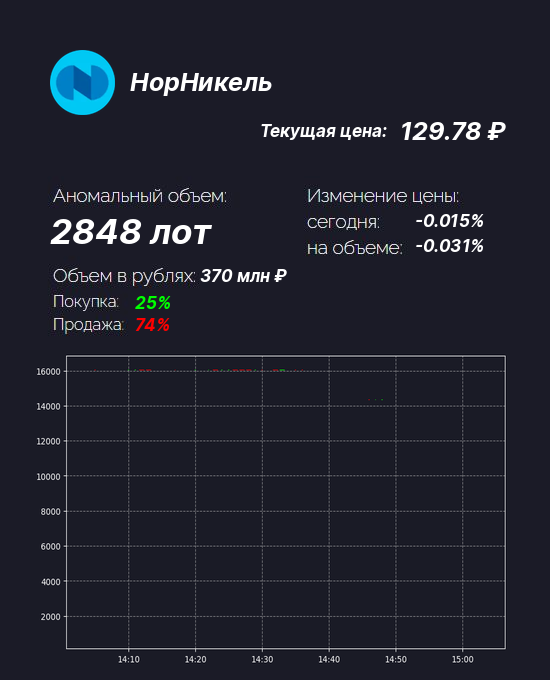 НорНикель
Текущая цена: 129.78 ₽
Аномальный объем:
2848 лот
Изменение цены:
сегодня: -0.015%
на объеме: -0.031%
Объем в рублях: 370 млн ₽
Покупка: 25%
Продажа: 74%
16000
14000
12000
10000
8000
6000
4000
2000
14:10 14:20 14:30 14:40 14:50 15:00